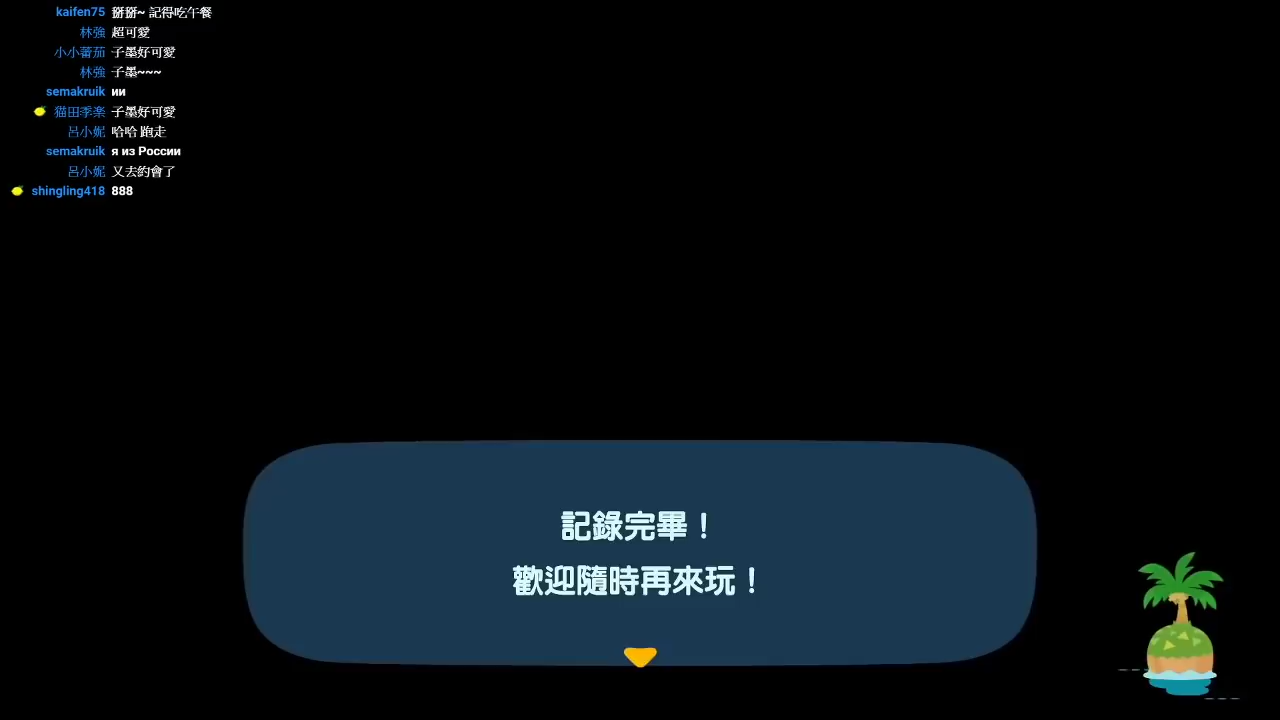 kaifen75 掰掰~ 記得吃午餐
林強 超可愛
小小蕃茄 子墨好可愛
林強 子墨~~~
semakruik ии
猫田季楽 子墨好可愛
呂小妮 哈哈 跑走
semakruik я из России
呂小妮 又去約會了
shingling418 888
記錄完畢！
歡迎隨時再來玩！